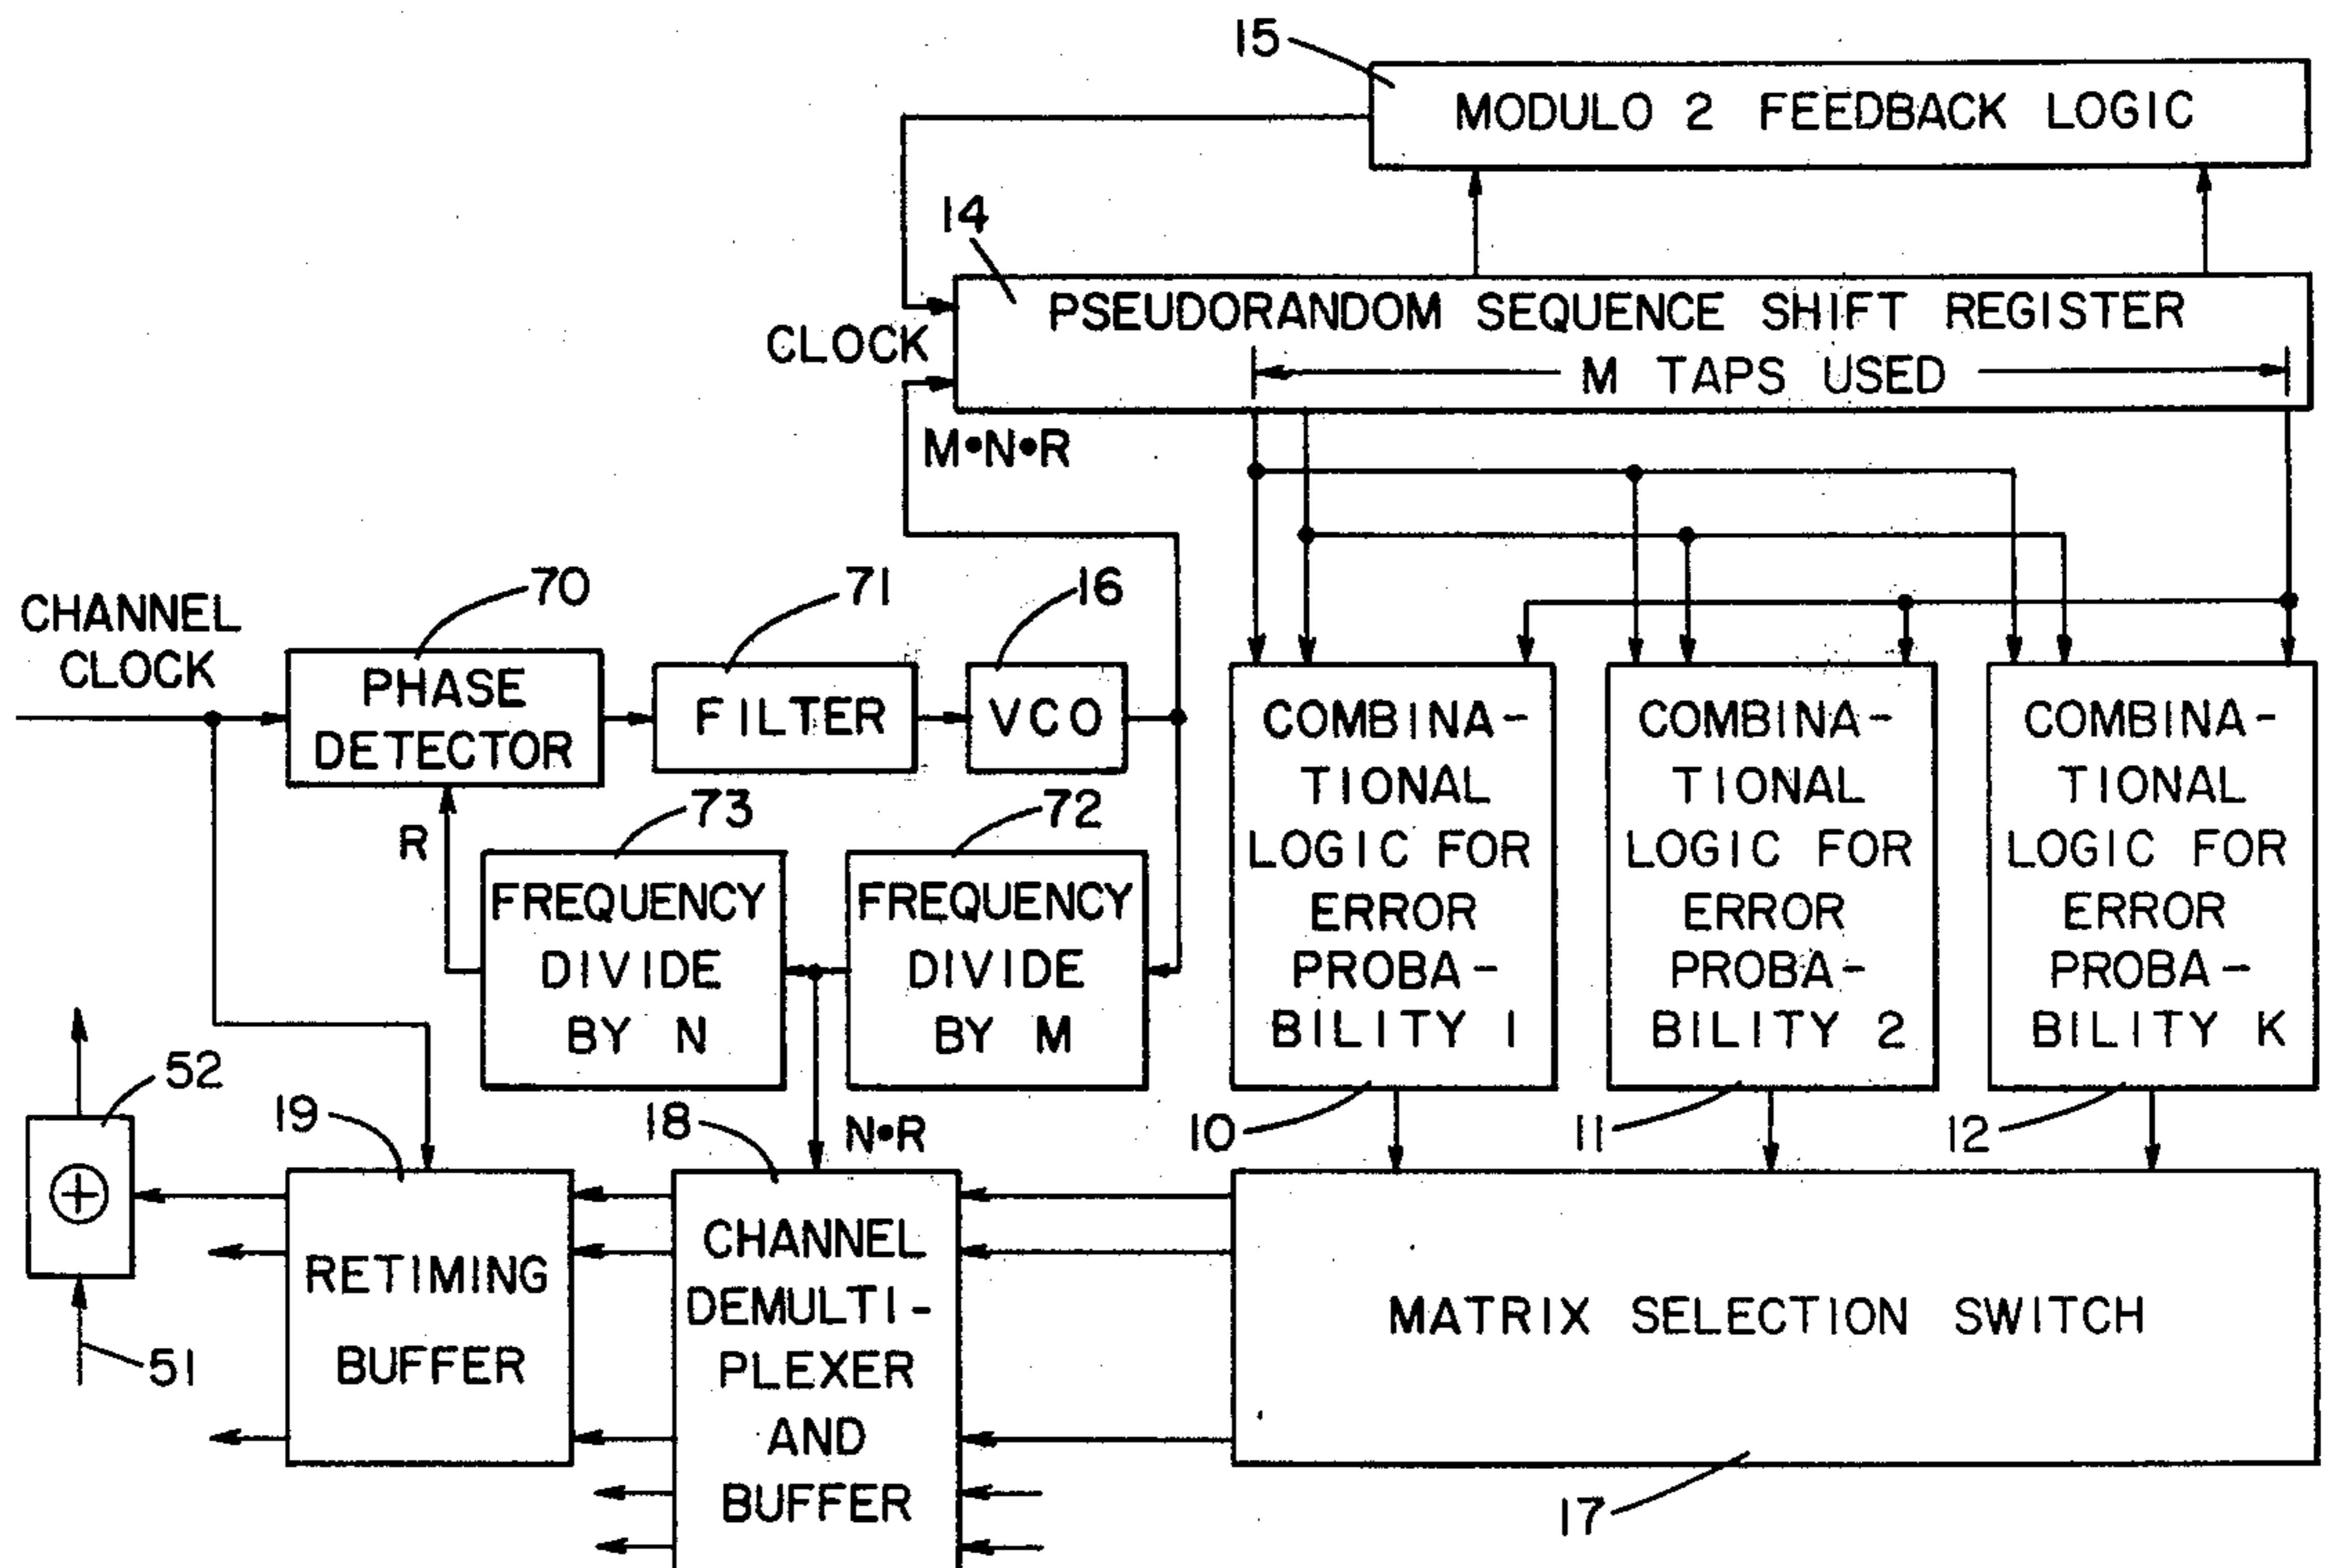 15
MODULO 2 FEEDBACK LOGIC
14
PSEUDORANDOM SEQUENCE SHIFT REGISTER
CLOCK
M TAPS USED
M•N•R
CHANNEL
CLOCK
70
71
16
PHASE
DETECTOR
FILTER
VCO
R
73
72
FREQUENCY
DIVIDE
BY N
FREQUENCY
DIVIDE
BY M
COMBINA-
TIONAL
LOGIC FOR
ERROR
PROBA-
BILITY 1
COMBINA-
TIONAL
LOGIC FOR
ERROR
PROBA-
BILITY 2
COMBINA-
TIONAL
LOGIC FOR
ERROR
PROBA-
BILITY K
52
19
18
N•R
10
11
12
RETIMING
BUFFER
CHANNEL
DEMULTI-
PLEXER
AND
BUFFER
MATRIX SELECTION SWITCH
51
17